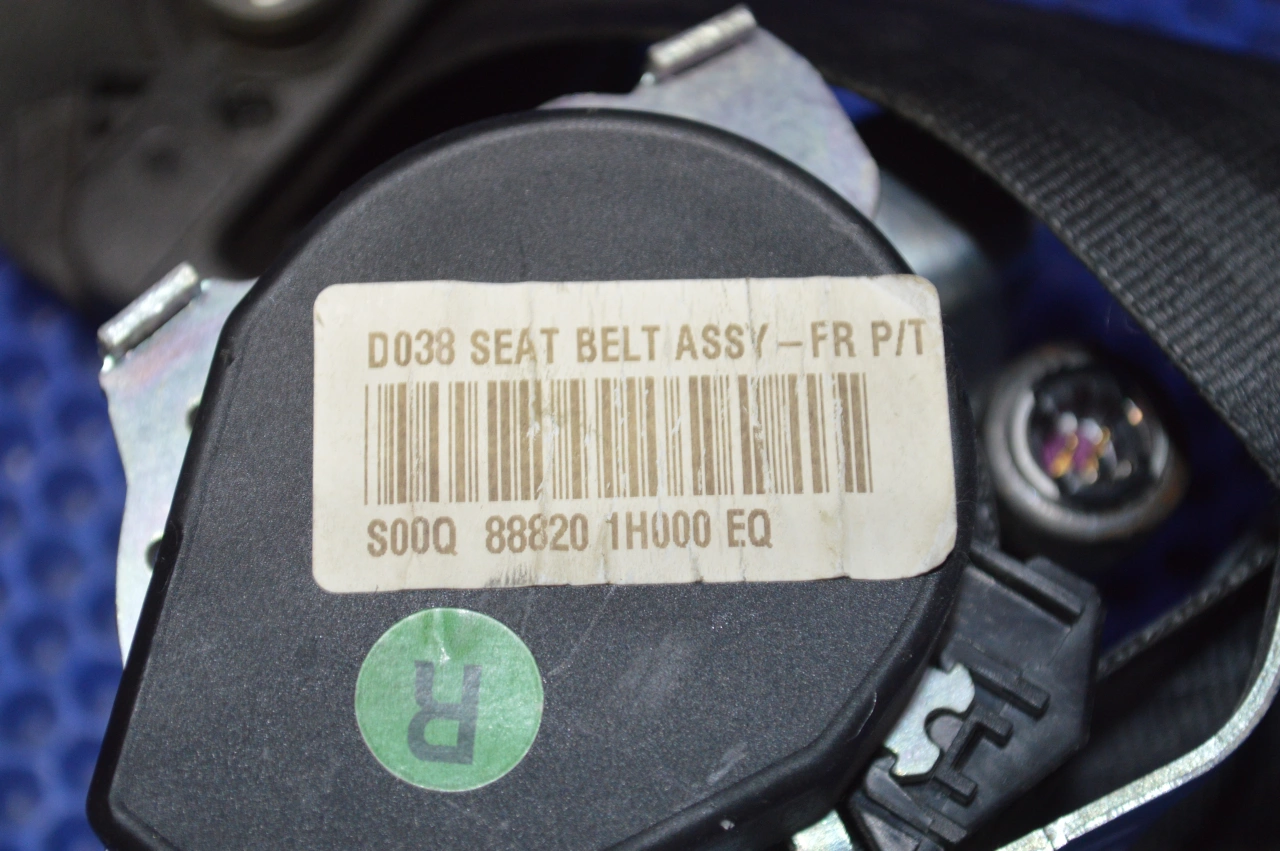 D038 SEAT BELT ASSY-FR P/T
S00Q 88820 1H000 EQ
R